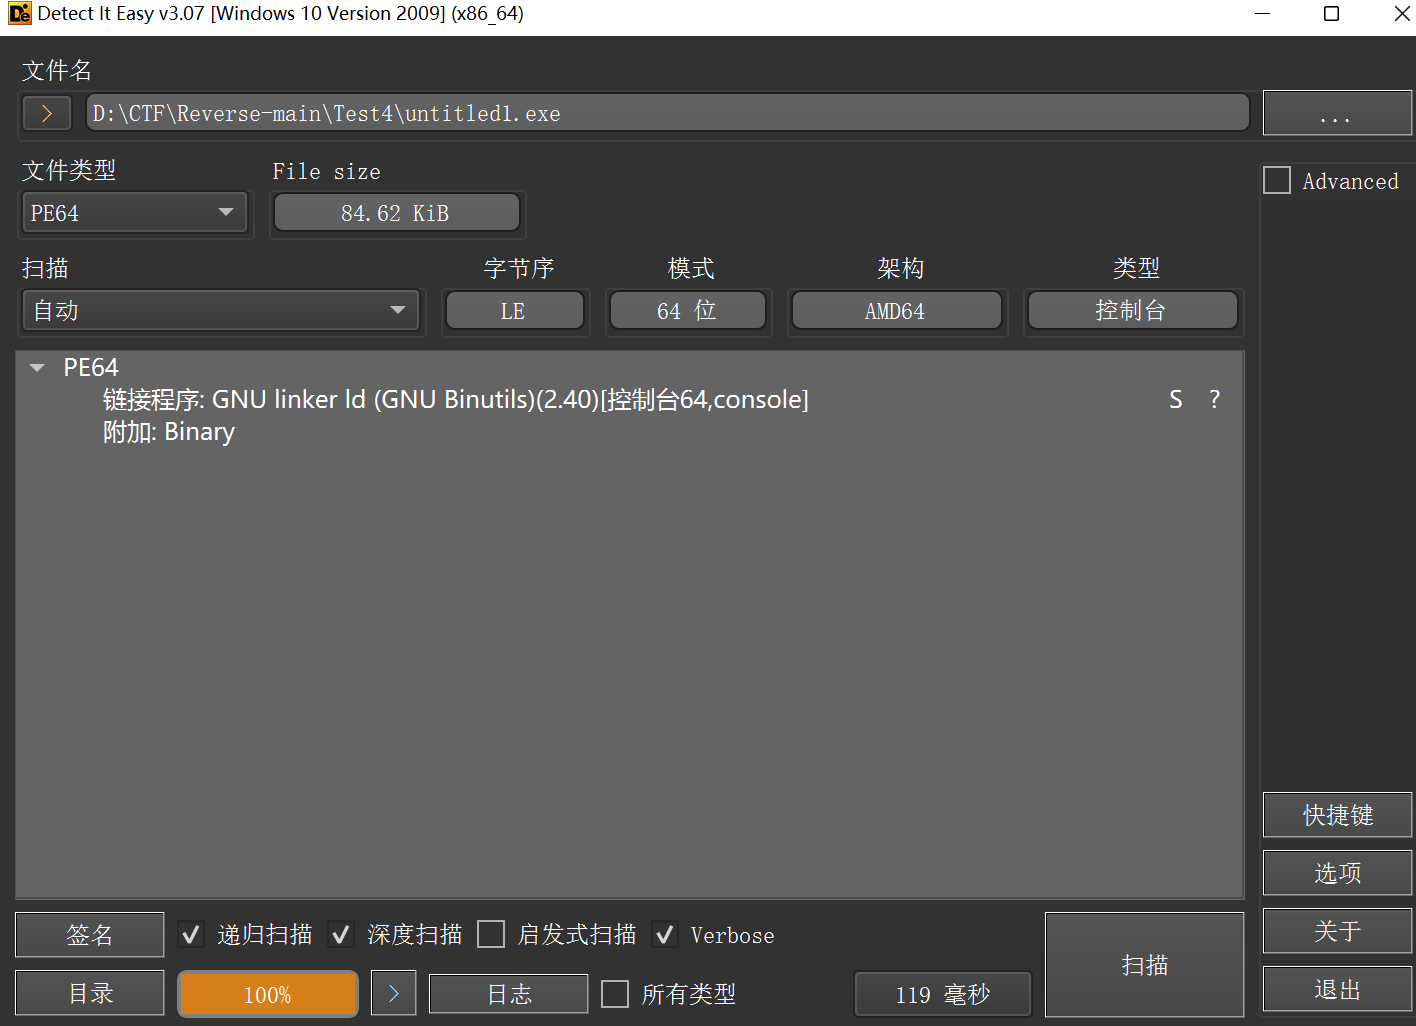 Detect It Easy v3.07 [Windows 10 Version 2009] (x86_64)
文件名
> D:\CTF\Reverse-main\Test4\untitled1.exe ...
文件类型 File size
PE64 84.62 KiB
Advanced
扫描 字节序 模式 架构 类型
自动 LE 64 位 AMD64 控制台
PE64
链接程序: GNU linker ld (GNU Binutils)(2.40)[控制台64,console] S ?
附加: Binary
快捷键
选项
关于
退出
签名 递归扫描 深度扫描 启发式扫描 Verbose
扫描
目录 100% > 日志 所有类型 119 毫秒